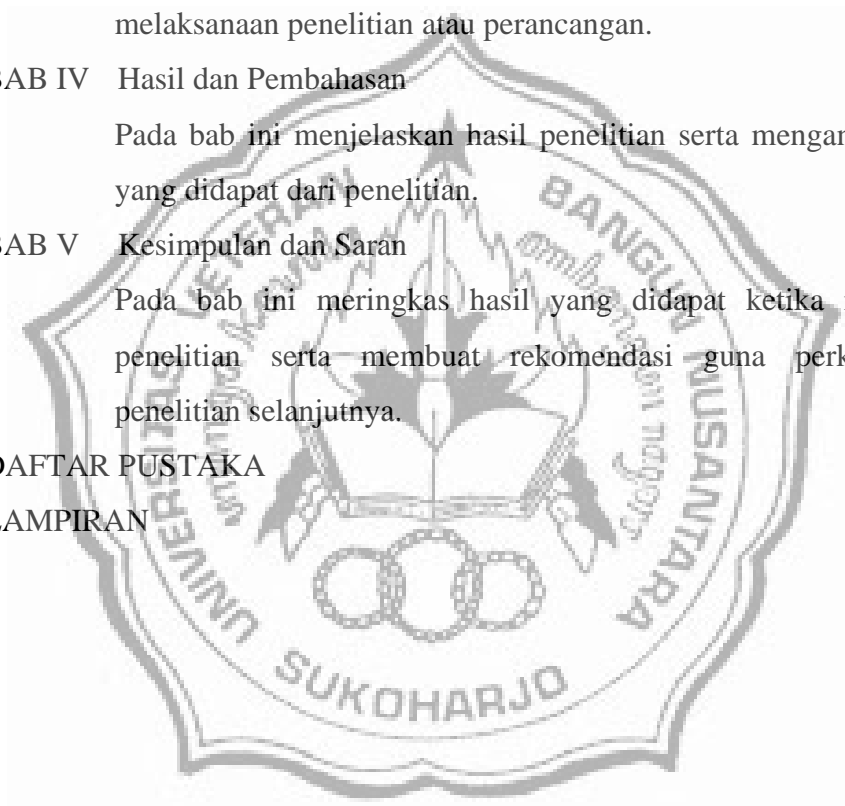 melaksanaan penelitian atau perancangan.
BAB IV Hasil dan Pembahasan
Pada bab ini menjelaskan hasil penelitian serta mengan
yang didapat dari penelitian.
BAB V Kesimpulan dan Saran
Pada bab ini meringkas hasil yang didapat ketika
penelitian serta membuat rekomendasi guna perk
penelitian selanjutnya.
DAFTAR PUSTAKA
LAMPIRAN
UNIVERSITAS VETERAN BANGUN NUSANTARA
SUKOHARJO